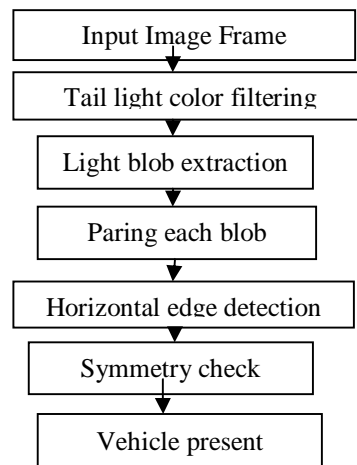 Input Image Frame
Tail light color filtering
Light blob extraction
Paring each blob
Horizontal edge detection
Symmetry check
Vehicle present